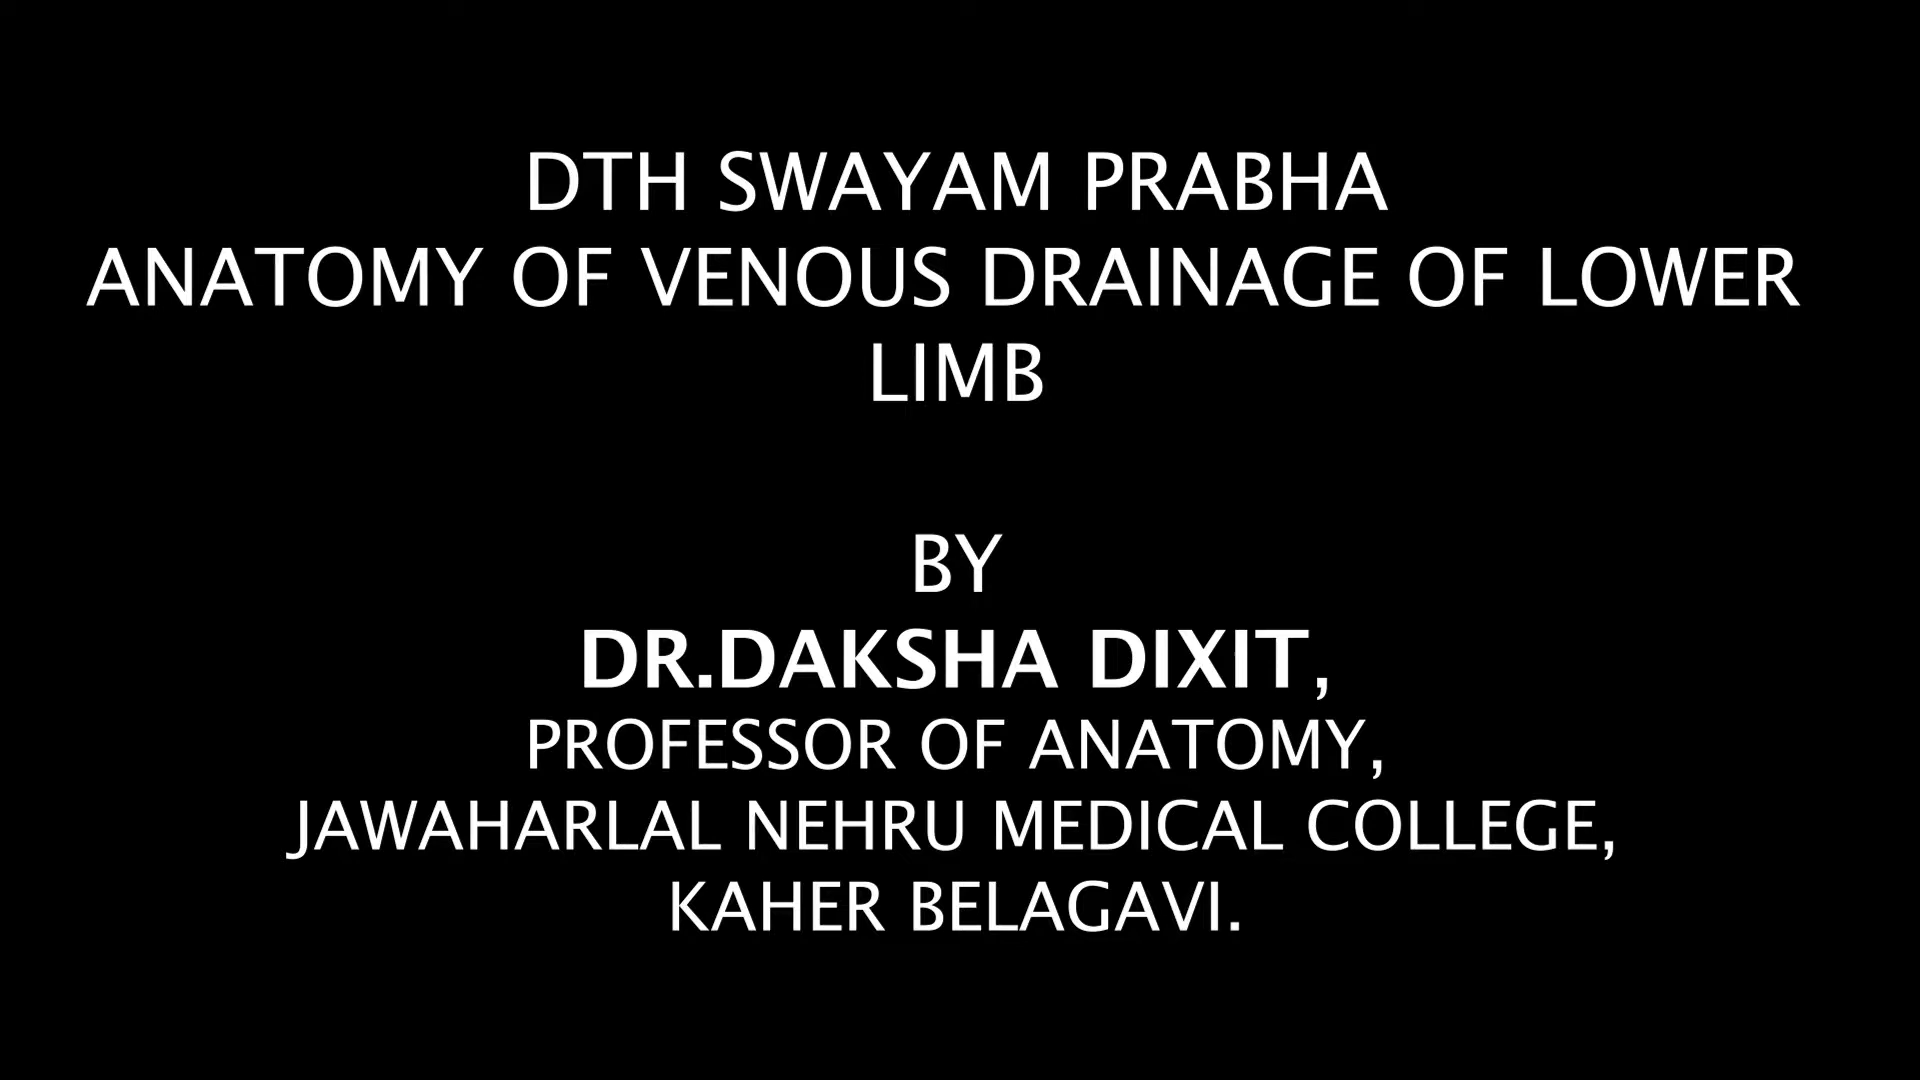 DTH SWAYAM PRABHA
ANATOMY OF VENOUS DRAINAGE OF LOWER
LIMB
BY
DR.DAKSHA DIXIT,
PROFESSOR OF ANATOMY,
JAWAHARLAL NEHRU MEDICAL COLLEGE,
KAHER BELAGAVI.